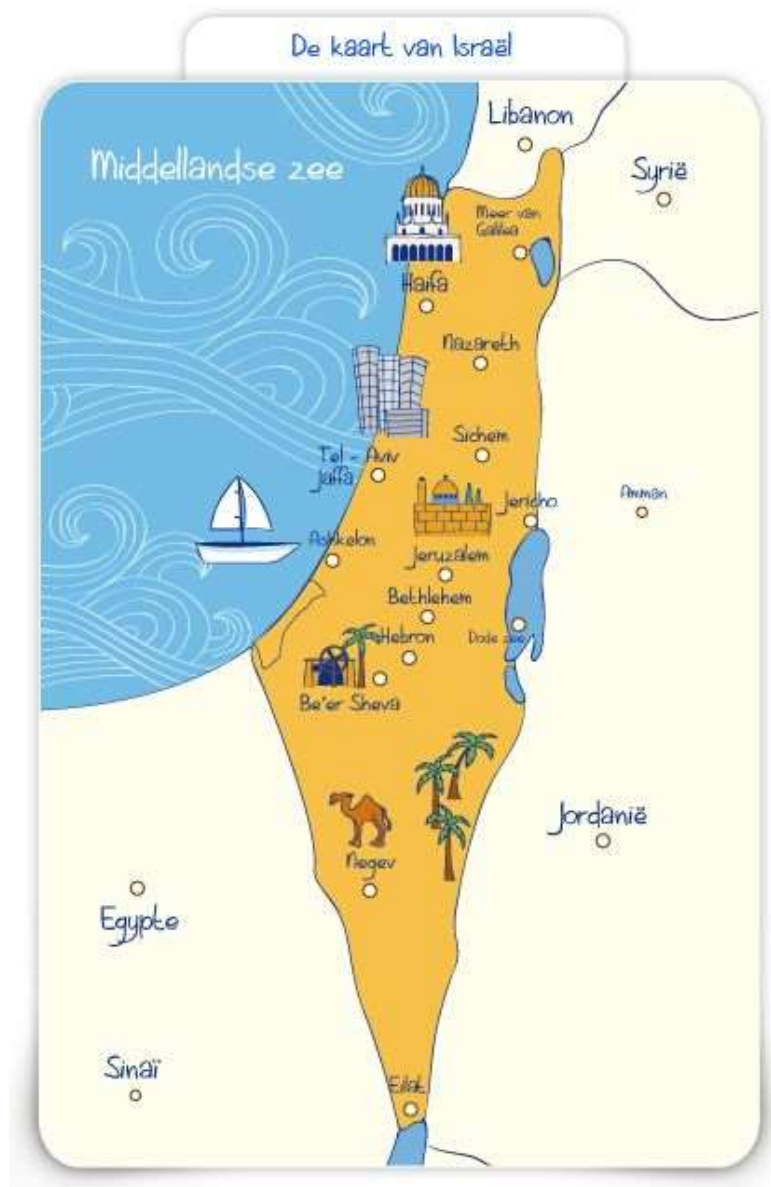 De kaart van Israël
Libanon
Middellandse zee
Syrië
Meer van
Galilea
Haifa
Nazareth
Sichem
Tel - Aviv
Jaffa
Jericho
Amman
Ashkelon
Jeruzalem
Bethlehem
Hebron
Dode zee
Be'er Sheva
Jordanië
Negev
Egypte
Sinaï
Eilat